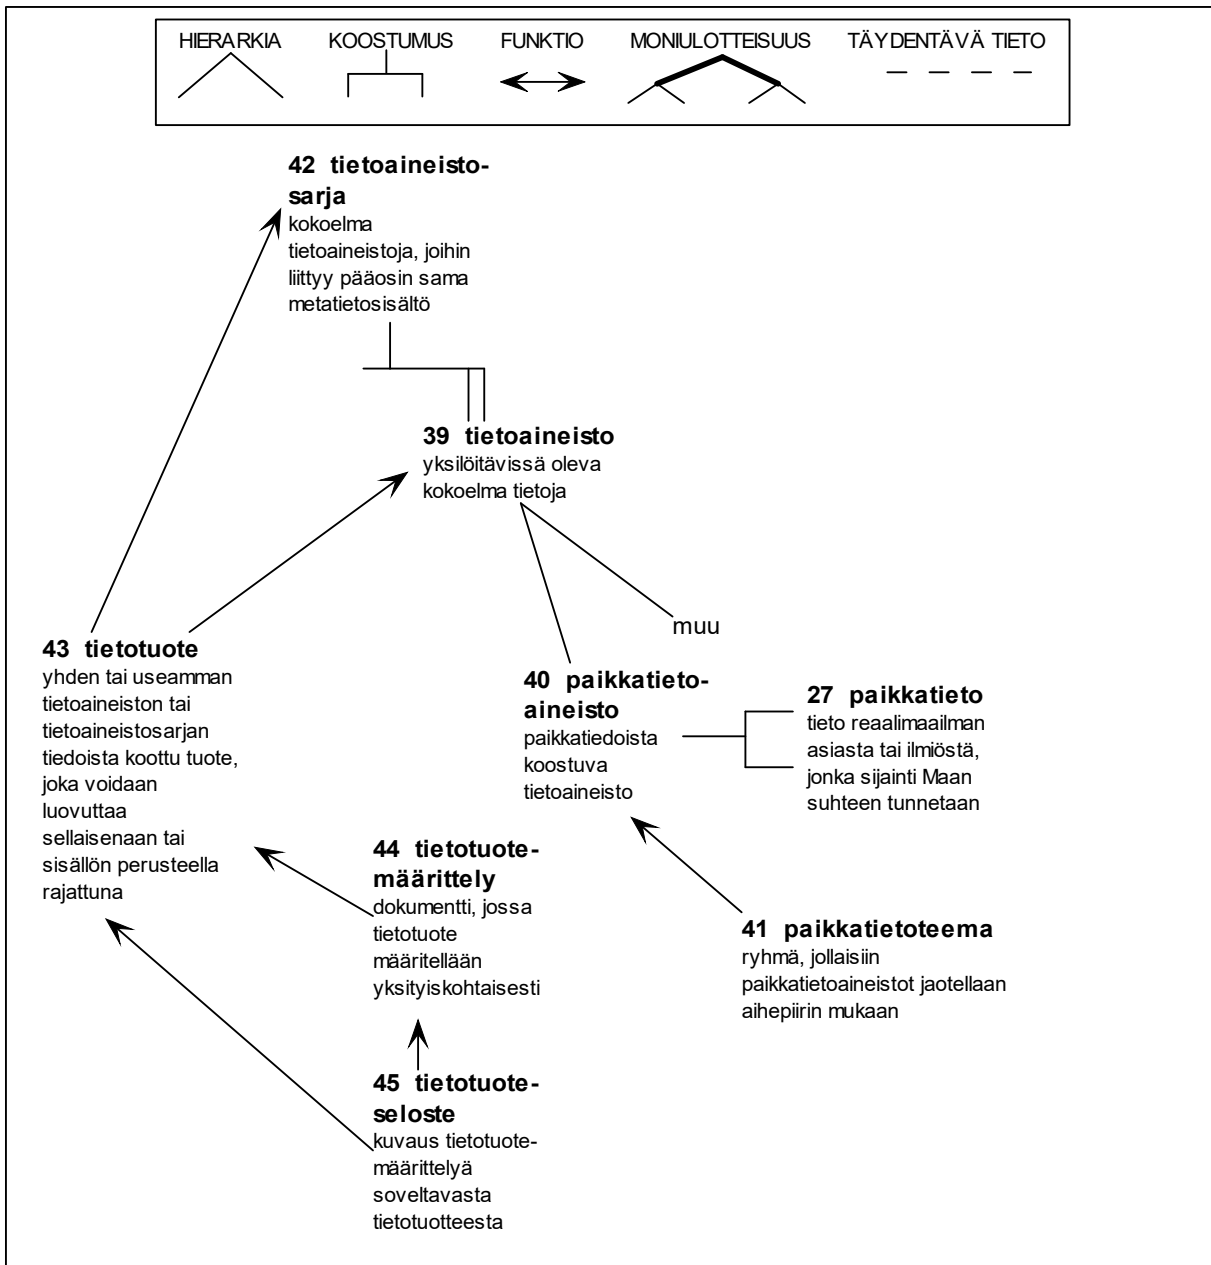 HIERARKIA KOOSTUMUS FUNKTIO MONIULOTTEISUUS TÄYDENTÄVÄ TIETO
42 tietoaineisto-
sarja
kokoelma
tietoaineistoja, joihin
liittyy pääosin sama
metatietosisältö
39 tietoaineisto
yksilöitävissä oleva
kokoelma tietoja
muu
43 tietotuote
yhden tai useamman
tietoaineiston tai
tietoaineistosarjan
tiedoista koottu tuote,
joka voidaan
luovuttaa
sellaisenaan tai
sisällön perusteella
rajattuna
40 paikkatieto-
aineisto
paikkatiedoista
koostuva
tietoaineisto
27 paikkatieto
tieto reaalimaailman
asiasta tai ilmiöstä,
jonka sijainti Maan
suhteen tunnetaan
44 tietotuote-
määrittely
dokumentti, jossa
tietotuote
määritellään
yksityiskohtaisesti
41 paikkatietoteema
ryhmä, jollaisiin
paikkatietoaineistot jaotellaan
aihepiirin mukaan
45 tietotuote-
seloste
kuvaus tietotuote-
määrittelyä
soveltavasta
tietotuotteesta